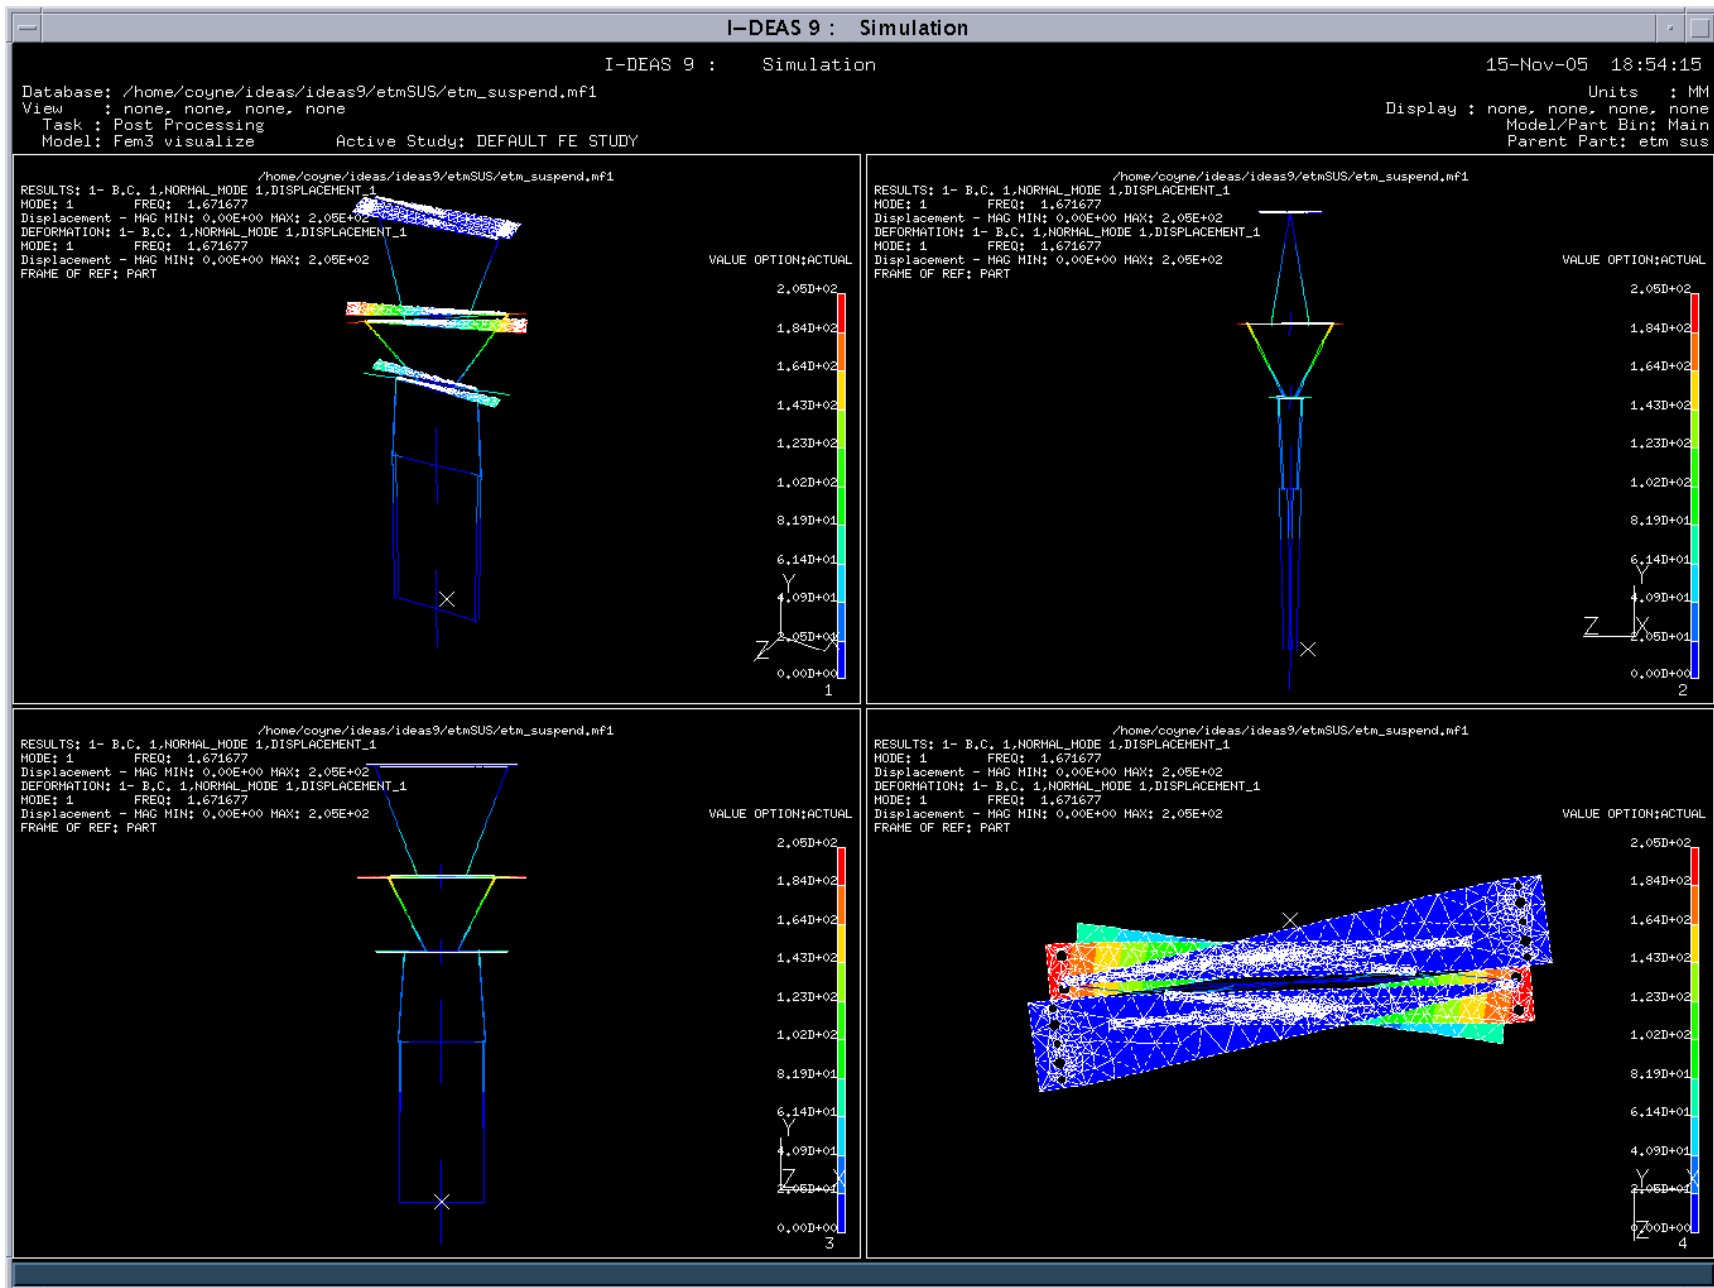 I-DEAS 9 :   Simulation
I-DEAS 9 :    Simulation    15-Nov-05  18:54:15
Database: /home/coyne/ideas/ideas9/etmSUS/etm_suspend.mf1    Units   : MM
View    : none, none, none, none    Display : none, none, none, none
Task : Post Processing    Model/Part Bin: Main
Model: Fem3 visualize    Active Study: DEFAULT FE STUDY    Parent Part: etm sus
/home/coyne/ideas/ideas9/etmSUS/etm_suspend.mf1
RESULTS: 1- B.C. 1,NORMAL_MODE 1,DISPLACEMENT_1
MODE: 1    FREQ: 1.671677
Displacement - MAG MIN: 0.00E+00 MAX: 2.05E+02
DEFORMATION: 1- B.C. 1,NORMAL_MODE 1,DISPLACEMENT_1
MODE: 1    FREQ: 1.671677
Displacement - MAG MIN: 0.00E+00 MAX: 2.05E+02
FRAME OF REF: PART
VALUE OPTION:ACTUAL
2.05D+02
1.84D+02
1.64D+02
1.43D+02
1.23D+02
1.02D+02
8.19D+01
6.14D+01
Y
4.09D+01
2.05D+01
Z
X
0.00D+00
1
/home/coyne/ideas/ideas9/etmSUS/etm_suspend.mf1
RESULTS: 1- B.C. 1,NORMAL_MODE 1,DISPLACEMENT_1
MODE: 1    FREQ: 1.671677
Displacement - MAG MIN: 0.00E+00 MAX: 2.05E+02
DEFORMATION: 1- B.C. 1,NORMAL_MODE 1,DISPLACEMENT_1
MODE: 1    FREQ: 1.671677
Displacement - MAG MIN: 0.00E+00 MAX: 2.05E+02
FRAME OF REF: PART
VALUE OPTION:ACTUAL
2.05D+02
1.84D+02
1.64D+02
1.43D+02
1.23D+02
1.02D+02
8.19D+01
6.14D+01
Y
4.09D+01
Z
X
2.05D+01
0.00D+00
2
/home/coyne/ideas/ideas9/etmSUS/etm_suspend.mf1
RESULTS: 1- B.C. 1,NORMAL_MODE 1,DISPLACEMENT_1
MODE: 1    FREQ: 1.671677
Displacement - MAG MIN: 0.00E+00 MAX: 2.05E+02
DEFORMATION: 1- B.C. 1,NORMAL_MODE 1,DISPLACEMENT_1
MODE: 1    FREQ: 1.671677
Displacement - MAG MIN: 0.00E+00 MAX: 2.05E+02
FRAME OF REF: PART
VALUE OPTION:ACTUAL
2.05D+02
1.84D+02
1.64D+02
1.43D+02
1.23D+02
1.02D+02
8.19D+01
6.14D+01
Y
4.09D+01
Z
X
2.05D+01
0.00D+00
3
/home/coyne/ideas/ideas9/etmSUS/etm_suspend.mf1
RESULTS: 1- B.C. 1,NORMAL_MODE 1,DISPLACEMENT_1
MODE: 1    FREQ: 1.671677
Displacement - MAG MIN: 0.00E+00 MAX: 2.05E+02
DEFORMATION: 1- B.C. 1,NORMAL_MODE 1,DISPLACEMENT_1
MODE: 1    FREQ: 1.671677
Displacement - MAG MIN: 0.00E+00 MAX: 2.05E+02
FRAME OF REF: PART
VALUE OPTION:ACTUAL
2.05D+02
1.84D+02
1.64D+02
1.43D+02
1.23D+02
1.02D+02
8.19D+01
6.14D+01
4.09D+01
Y
X
2.05D+01
Z
0.00D+00
4